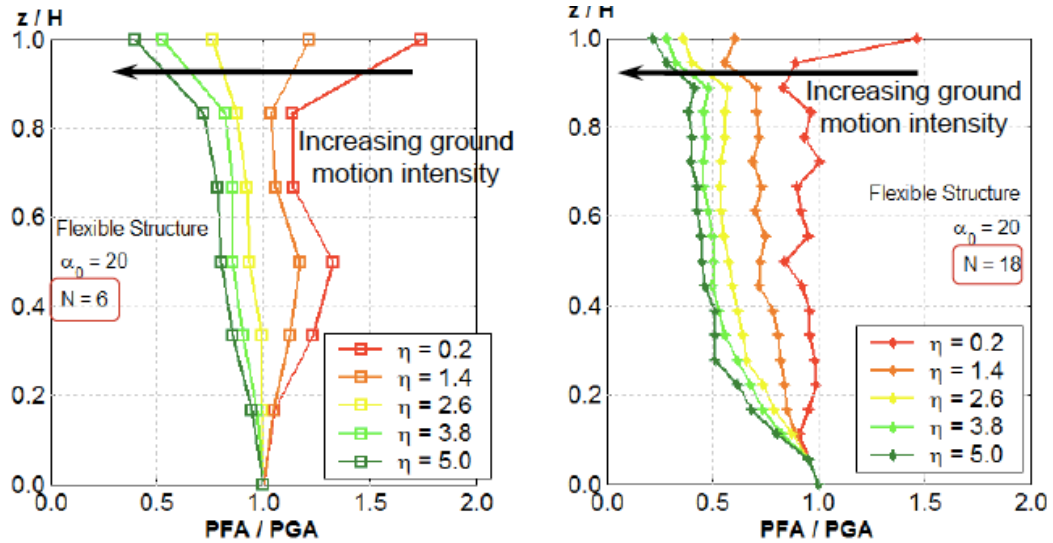 z / H
1.0
0.8
0.6
0.4
0.2
0.0
0.0
0.5
1.0
1.5
2.0
PFA / PGA
Increasing ground
motion intensity
Flexible Structure
α₀ = 20
N = 6
η = 0.2
η = 1.4
η = 2.6
η = 3.8
η = 5.0
z / H
1.0
0.8
0.6
0.4
0.2
0.0
0.0
0.5
1.0
1.5
2.0
PFA / PGA
Increasing ground
motion intensity
Flexible Structure
α₀ = 20
N = 18
η = 0.2
η = 1.4
η = 2.6
η = 3.8
η = 5.0